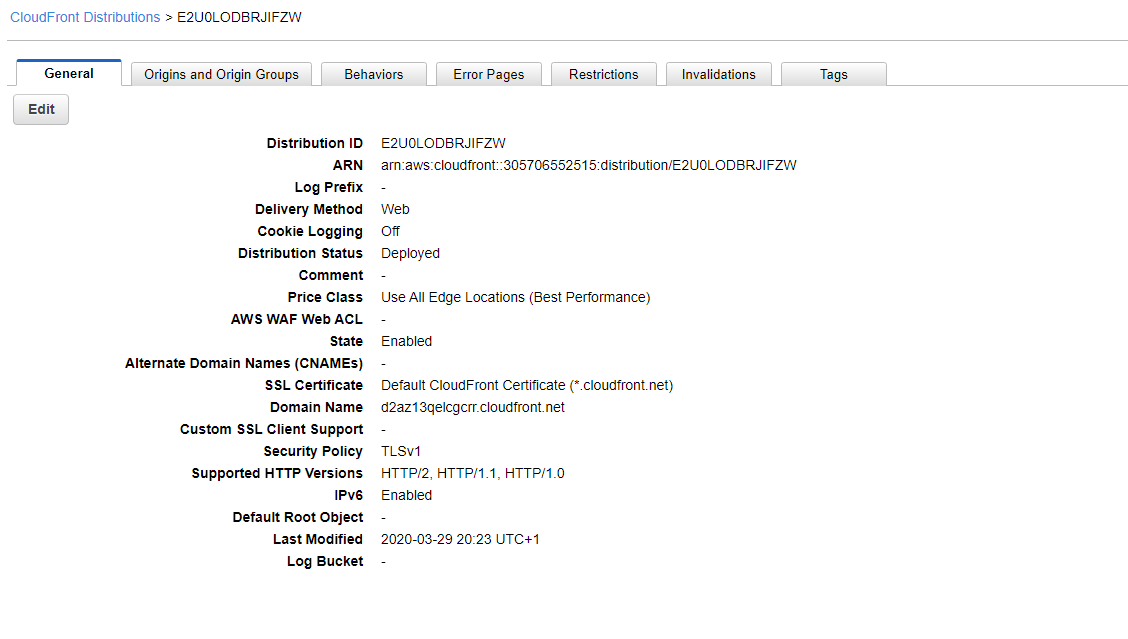 CloudFront Distributions > E2U0LODBRJIFZW
General Origins and Origin Groups Behaviors Error Pages Restrictions Invalidations Tags
Edit
Distribution ID E2U0LODBRJIFZW
ARN arn:aws:cloudfront::305706552515:distribution/E2U0LODBRJIFZW
Log Prefix -
Delivery Method Web
Cookie Logging Off
Distribution Status Deployed
Comment -
Price Class Use All Edge Locations (Best Performance)
AWS WAF Web ACL -
State Enabled
Alternate Domain Names (CNAMEs) -
SSL Certificate Default CloudFront Certificate (*.cloudfront.net)
Domain Name d2az13qelcgcrr.cloudfront.net
Custom SSL Client Support -
Security Policy TLSv1
Supported HTTP Versions HTTP/2, HTTP/1.1, HTTP/1.0
IPv6 Enabled
Default Root Object -
Last Modified 2020-03-29 20:23 UTC+1
Log Bucket -